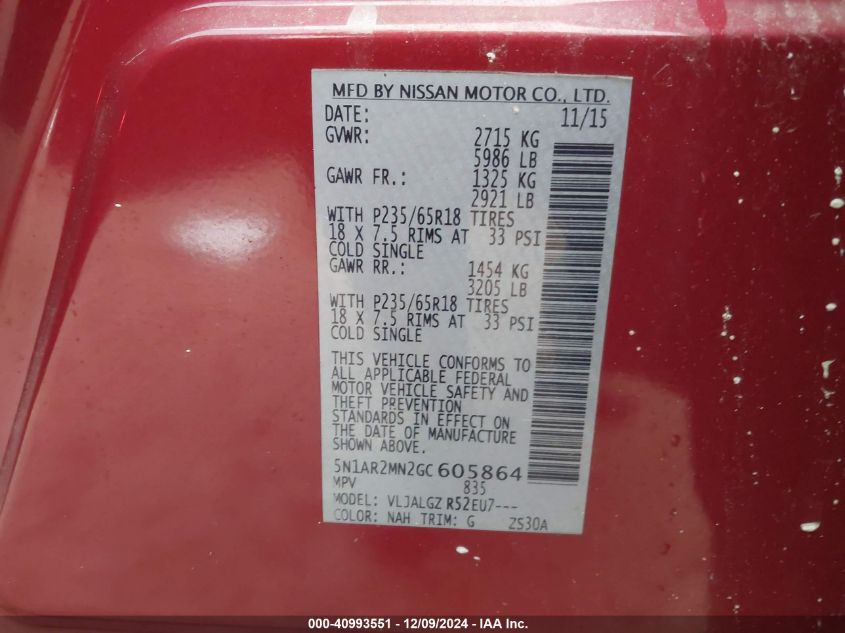 MFD BY NISSAN MOTOR CO., LTD.
DATE: 11/15
GVWR: 2715 KG
5986 LB
GAWR FR.: 1325 KG
2921 LB
WITH P235/65R18 TIRES
18 X 7.5 RIMS AT 33 PSI
COLD SINGLE
GAWR RR.: 1454 KG
3205 LB
WITH P235/65R18 TIRES
18 X 7.5 RIMS AT 33 PSI
COLD SINGLE
THIS VEHICLE CONFORMS TO
ALL APPLICABLE FEDERAL
MOTOR VEHICLE SAFETY AND
THEFT PREVENTION
STANDARDS IN EFFECT ON
THE DATE OF MANUFACTURE
SHOWN ABOVE.
5N1AR2MN2GC605864
MPV 835
MODEL: VLJALGZ R52EU7---
COLOR: NAH TRIM: G ZS30A
000-40993551 - 12/09/2024 - IAA Inc.